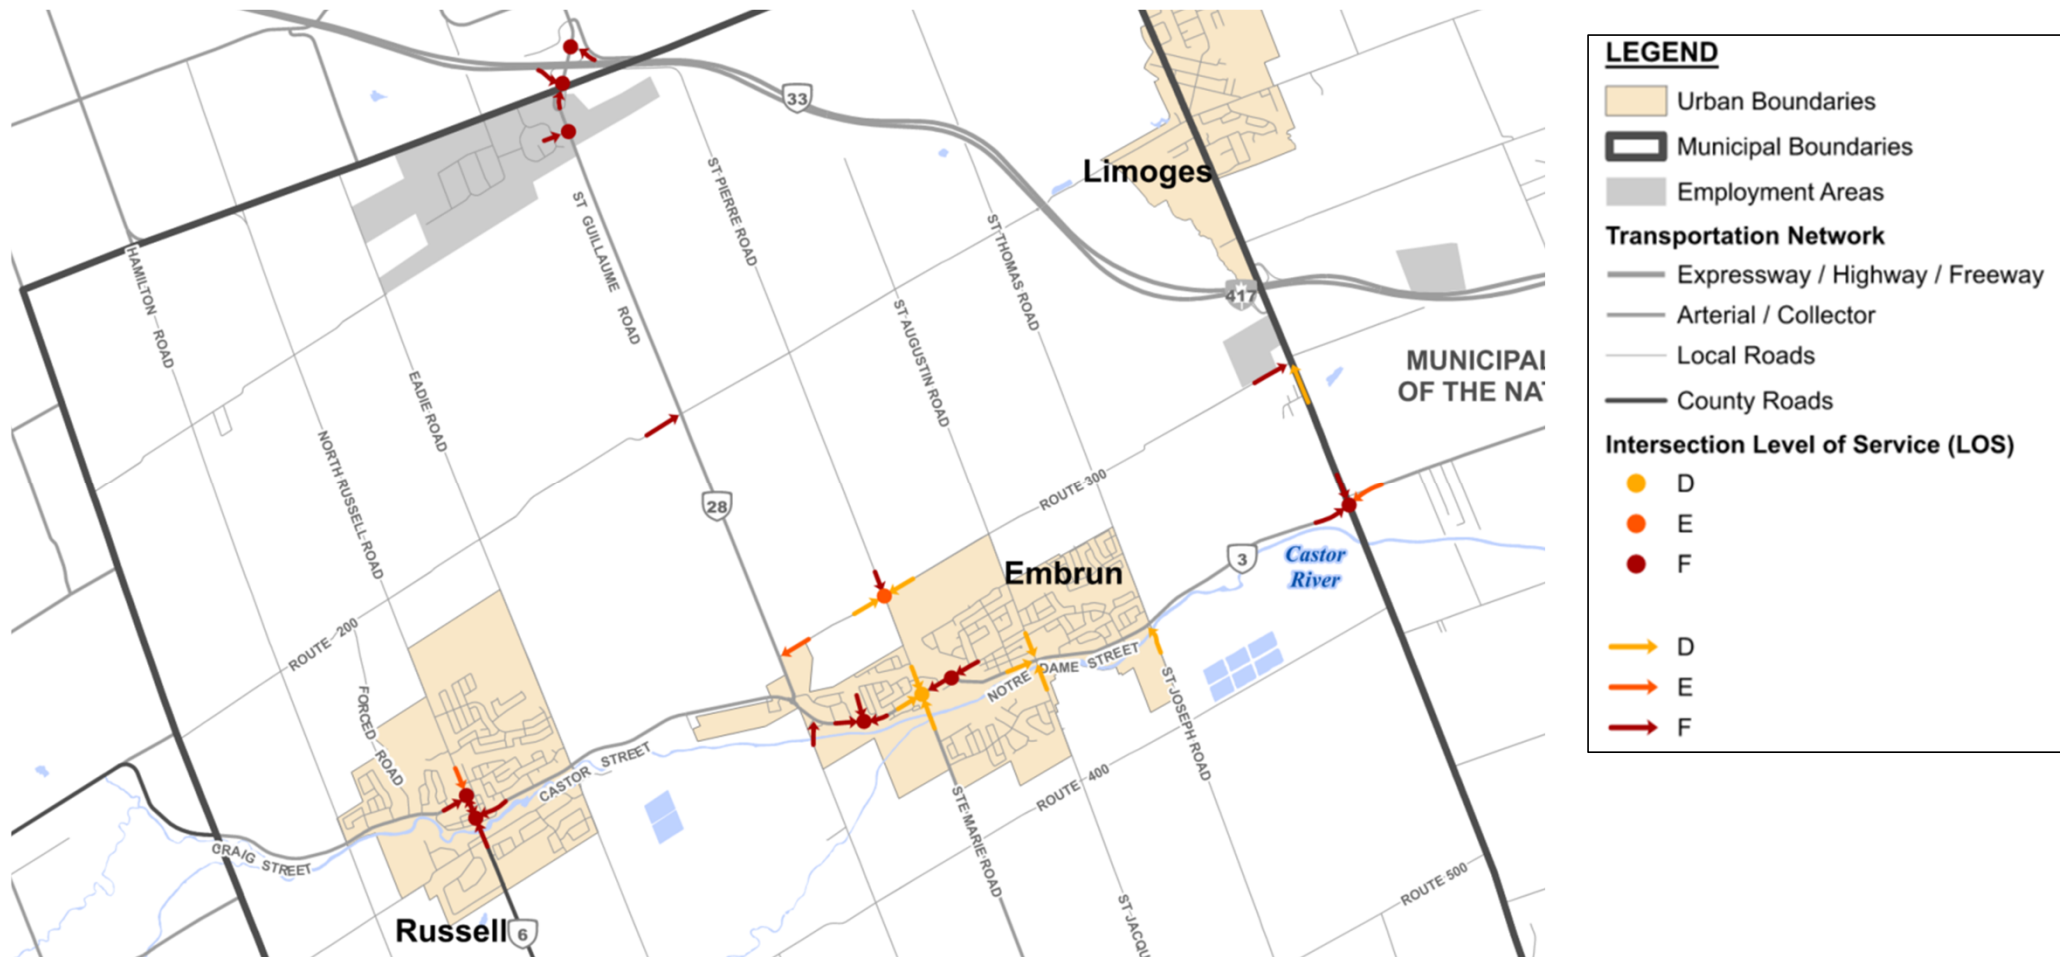 33
Limoges
ST PIERRE ROAD
ST GUILLAUME ROAD
ST THOMAS ROAD
HAMILTON ROAD
417
ST AUGUSTIN ROAD
MUNICIPAL
OF THE NA
EADIE ROAD
NORTH RUSSELL ROAD
ROUTE 300
28
3
Castor
River
Embrun
ROUTE 200
DAME STREET
NOTRE
ST JOSEPH ROAD
FORCED ROAD
CASTOR STREET
ROUTE 400
STE MARIE ROAD
CRAIG STREET
ROUTE 500
ST JACQU
Russell
6
LEGEND
Urban Boundaries
Municipal Boundaries
Employment Areas
Transportation Network
Expressway / Highway / Freeway
Arterial / Collector
Local Roads
County Roads
Intersection Level of Service (LOS)
D
E
F
D
E
F